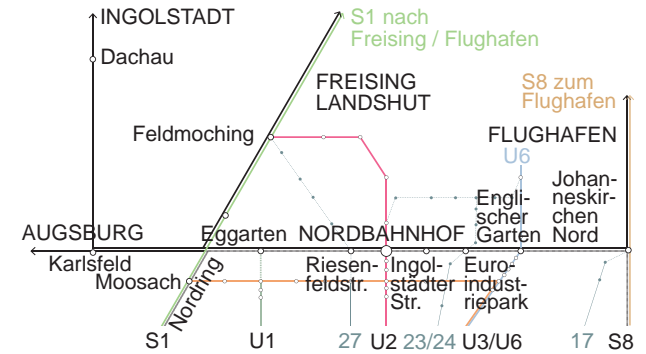 INGOLSTADT
S1 nach
Freising / Flughafen
Dachau
FREISING
LANDSHUT
S8 zum
Flughafen
Feldmoching
FLUGHAFEN
U6
Johan-
neskir-
chen
Nord
Engli-
scher
Garten
AUGSBURG
Eggarten
NORDBAHNHOF
Karlsfeld
Moosach
Nordring
Riesen-
feldstr.
Ingol-
städter
Str.
Euro-
indust-
riepark
S1
U1
27
U2
23/24
U3/U6
17
S8